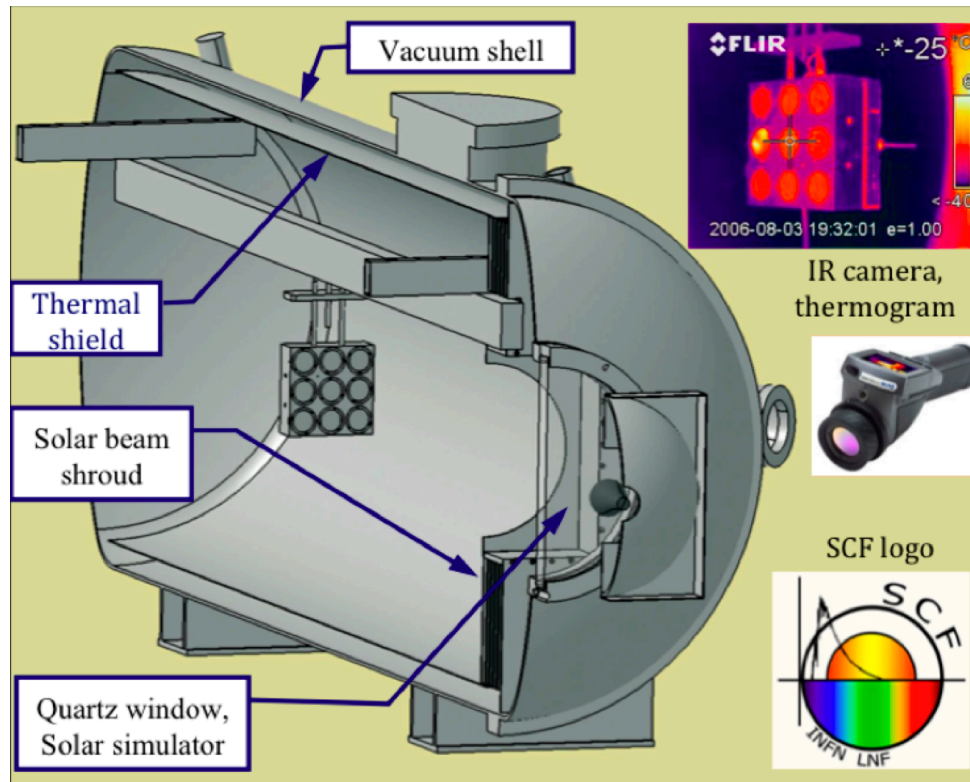 Vacuum shell
Thermal
shield
Solar beam
shroud
Quartz window,
Solar simulator
FLIR
*-25 °C
< -40
2006-08-03 19:32:01 e=1.00
IR camera,
thermogram
SCF logo
SCF
INFN LNF